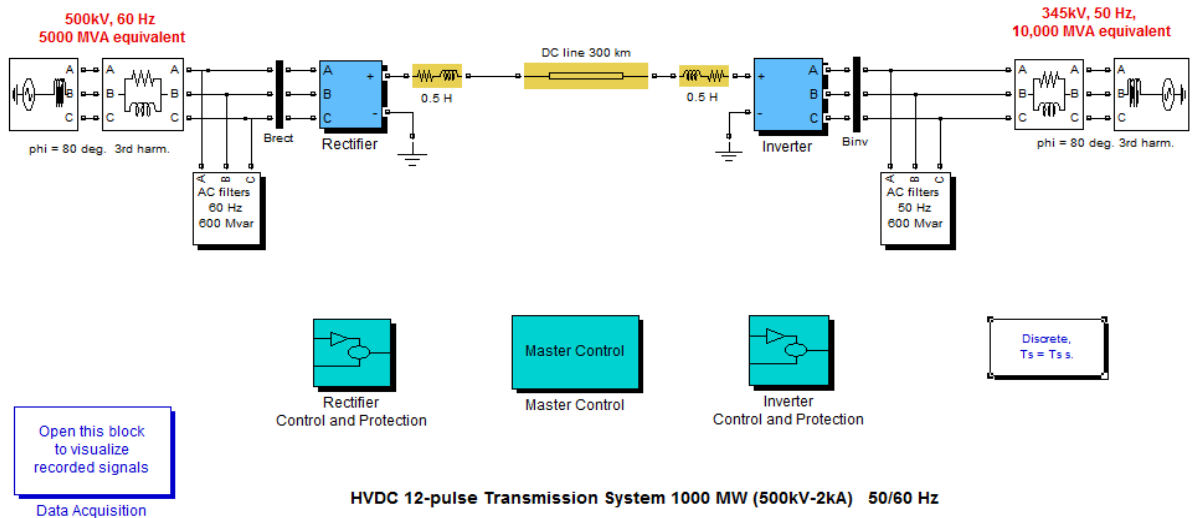 500kV, 60 Hz
5000 MVA equivalent
345kV, 50 Hz,
10,000 MVA equivalent
A
B
C
A
B
C
A
B
C
phi = 80 deg. 3rd harm.
Brect
A
B
C
+
-
Rectifier
0.5 H
DC line 300 km
0.5 H
+
-
A
B
C
Inverter
Binv
A
B
C
A
B
C
A
B
C
phi = 80 deg. 3rd harm.
A B C
AC filters
60 Hz
600 Mvar
A B C
AC filters
50 Hz
600 Mvar
Rectifier
Control and Protection
Master Control
Master Control
Inverter
Control and Protection
Discrete,
Ts = Ts s.
Open this block
to visualize
recorded signals
Data Acquisition
HVDC 12-pulse Transmission System 1000 MW (500kV-2kA) 50/60 Hz